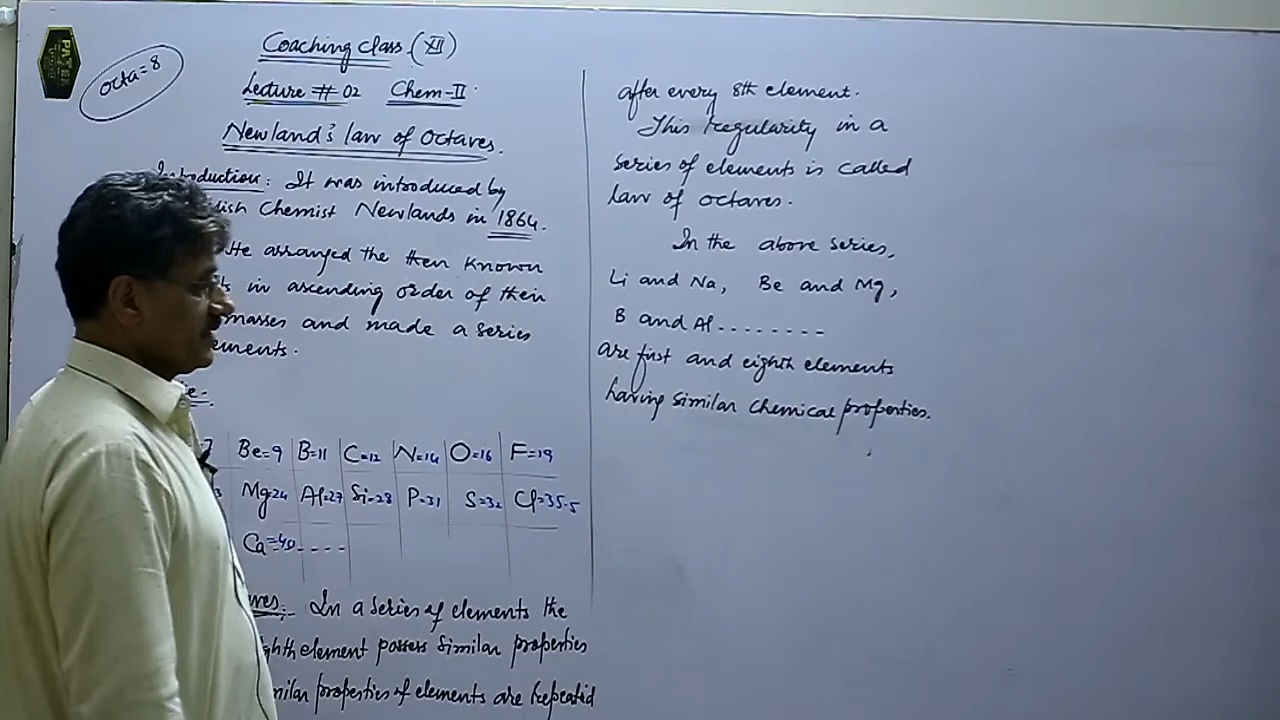 octa=8
Coaching class (XII)
Lecture # 02 Chem-II
Newland's law of Octaves.
Introduction: It was introduced by
Chemist Newlands in 1864.
He arranged the then known
in ascending order of their
masses and made a series
Be=9 B=11 C=12 N=14 O=16 F=19
Mg=24 Al=27 Si=28 P=31 S=32 Cl=35.5
Ca=40 ....
In a series of elements the
element possess similar properties
properties of elements are repeated
after every 8th element.
This regularity in a
series of elements is called
law of octaves.
In the above series,
Li and Na, Be and Mg,
B and Al........
are first and eighth elements
having similar chemical properties.